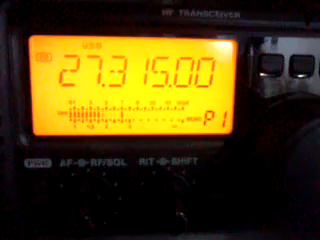 HF TRANSCEIVER
USB
27.315.00
P1
PWR AF-RF/SQL RIT-SHIFT